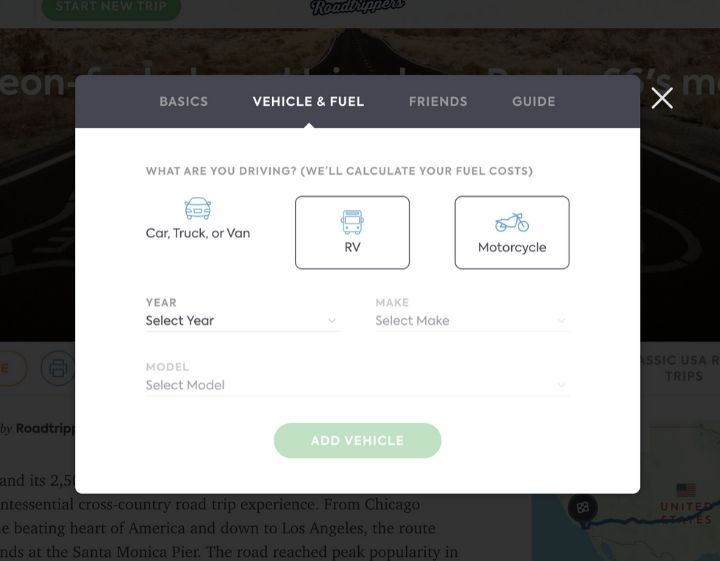 START NEW TRIP
Roadtrippers
BASICS VEHICLE & FUEL FRIENDS GUIDE
WHAT ARE YOU DRIVING? (WE'LL CALCULATE YOUR FUEL COSTS)
Car, Truck, or Van
RV
Motorcycle
YEAR MAKE
Select Year Select Make
MODEL
Select Model
ADD VEHICLE
ASSIC USA R
TRIPS
by Roadtripp
and its 2,50
ntessential cross-country road trip experience. From Chicago
e beating heart of America and down to Los Angeles, the route
nds at the Santa Monica Pier. The road reached peak popularity in
UNITED
STATES